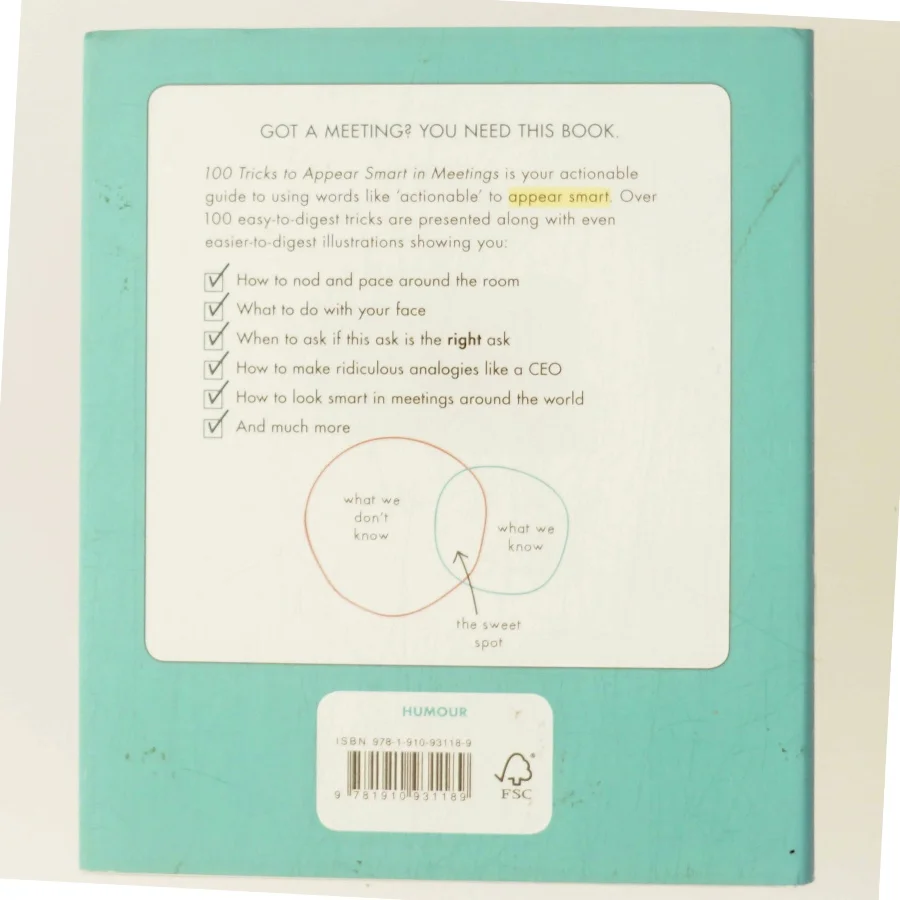 GOT A MEETING? YOU NEED THIS BOOK.
100 Tricks to Appear Smart in Meetings is your actionable
guide to using words like 'actionable' to appear smart. Over
100 easy-to-digest tricks are presented along with even
easier-to-digest illustrations showing you:
How to nod and pace around the room
What to do with your face
When to ask if this ask is the right ask
How to make ridiculous analogies like a CEO
How to look smart in meetings around the world
And much more
what we
don't
know
what we
know
the sweet
spot
HUMOUR
ISBN 978-1-910-93118-9
9 781910 931189
FSC